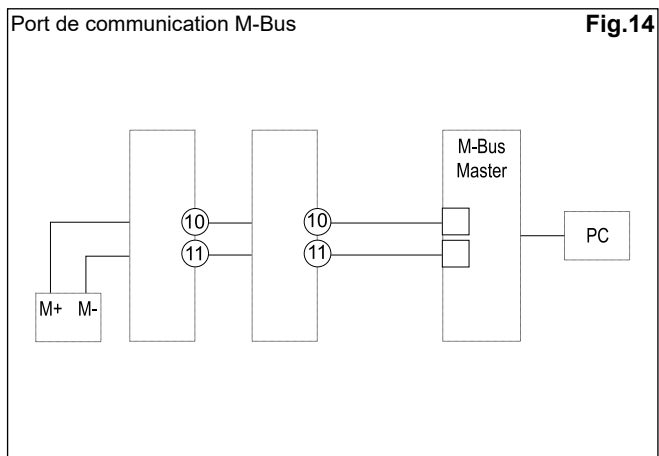 Port de communication M-Bus
Fig.14
M-Bus
Master
10
10
11
11
PC
M+ M-